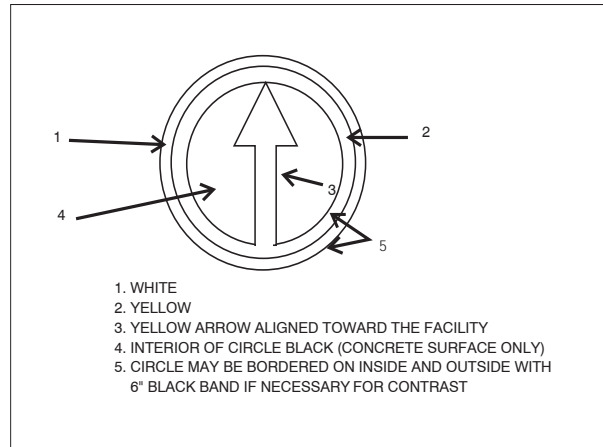 1
2
3
4
5
1. WHITE
2. YELLOW
3. YELLOW ARROW ALIGNED TOWARD THE FACILITY
4. INTERIOR OF CIRCLE BLACK (CONCRETE SURFACE ONLY)
5. CIRCLE MAY BE BORDERED ON INSIDE AND OUTSIDE WITH
6" BLACK BAND IF NECESSARY FOR CONTRAST